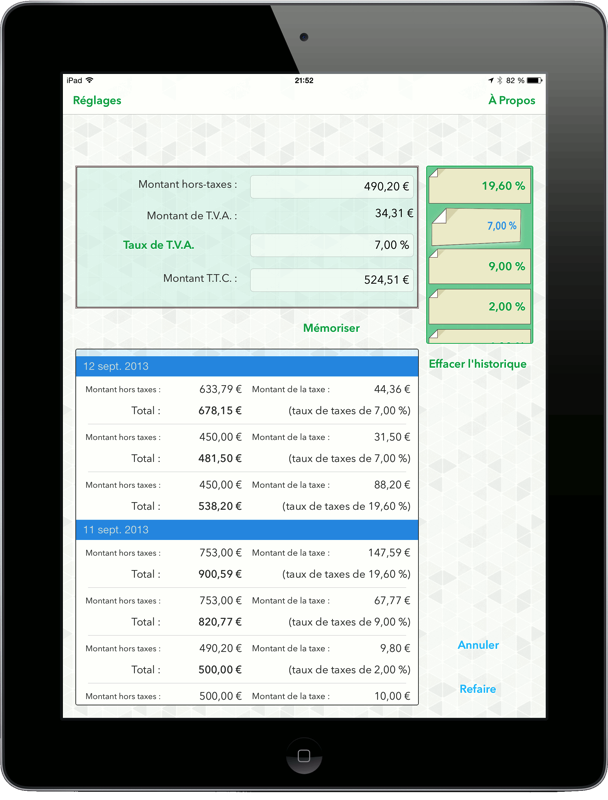 iPad 21:52 82 %
Réglages À Propos
Montant hors-taxes : 490,20 €
Montant de T.V.A. : 34,31 €
Taux de T.V.A. 7,00 %
Montant T.T.C. : 524,51 €
19,60 %
7,00 %
9,00 %
2,00 %
Mémoriser
Effacer l'historique
12 sept. 2013
Montant hors taxes : 633,79 € Montant de la taxe : 44,36 €
Total : 678,15 € (taux de taxes de 7,00 %)
Montant hors taxes : 450,00 € Montant de la taxe : 31,50 €
Total : 481,50 € (taux de taxes de 7,00 %)
Montant hors taxes : 450,00 € Montant de la taxe : 88,20 €
Total : 538,20 € (taux de taxes de 19,60 %)
11 sept. 2013
Montant hors taxes : 753,00 € Montant de la taxe : 147,59 €
Total : 900,59 € (taux de taxes de 19,60 %)
Montant hors taxes : 753,00 € Montant de la taxe : 67,77 €
Total : 820,77 € (taux de taxes de 9,00 %)
Montant hors taxes : 490,20 € Montant de la taxe : 9,80 €
Total : 500,00 € (taux de taxes de 2,00 %)
Montant hors taxes : 500,00 € Montant de la taxe : 10,00 €
Annuler
Refaire